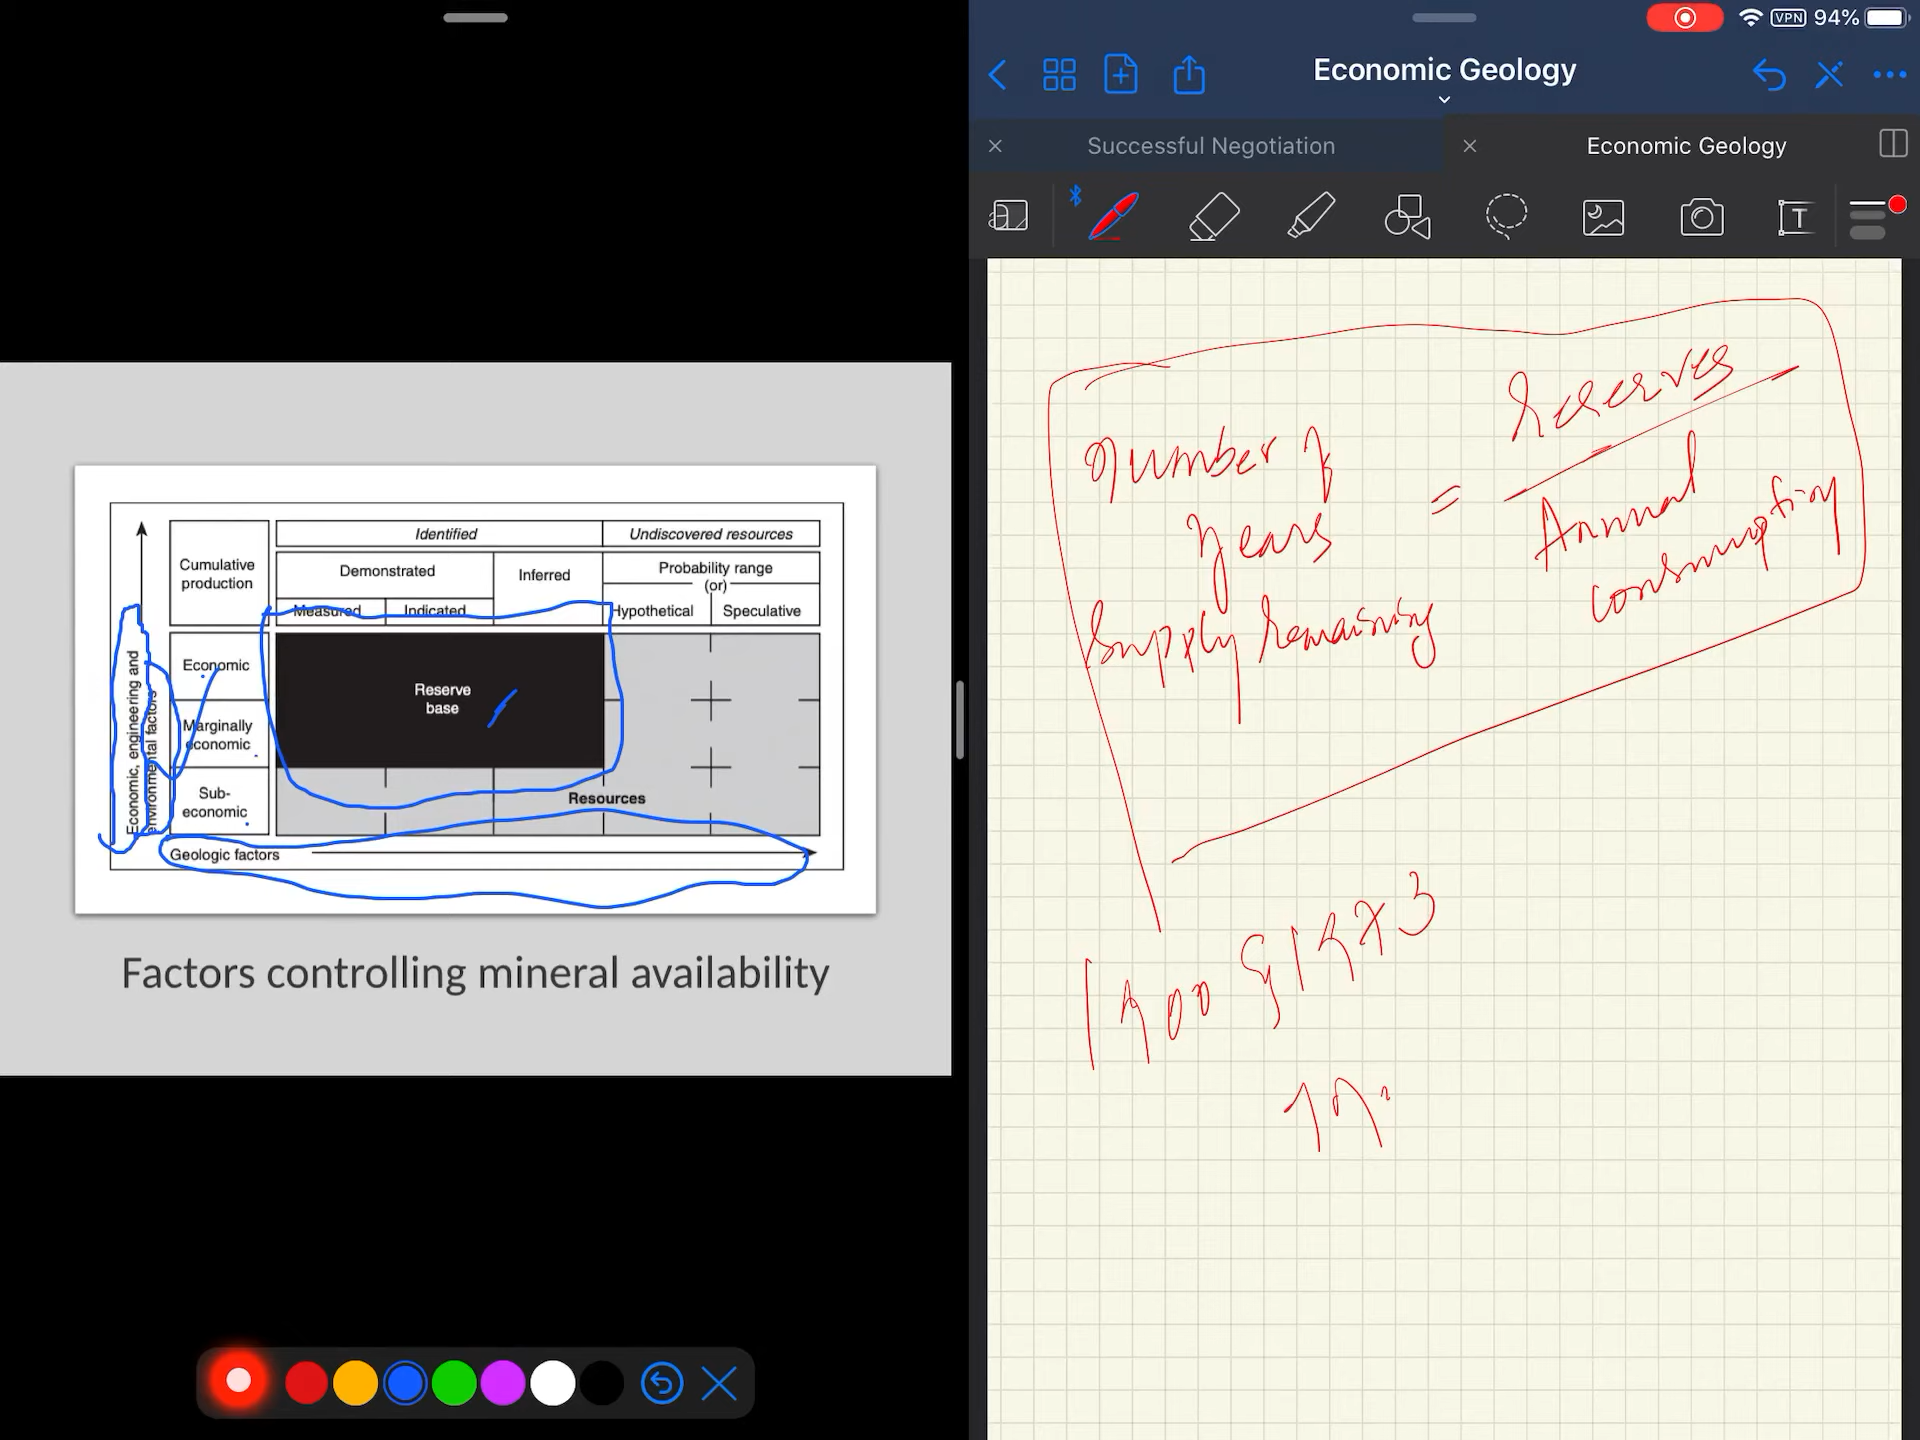 Cumulative
production
Identified
Undiscovered resources
Demonstrated
Inferred
Probability range
(or)
Measured
Indicated
Hypothetical
Speculative
Economic, engineering and
environmental factors
Economic
Marginally
economic
Sub-
economic
Reserve
base
Resources
Geologic factors
Factors controlling mineral availability
VPN 94%
Economic Geology
Successful Negotiation
Economic Geology
T
Number of
years
supply remaining
=
Reserves
Annual
consumption